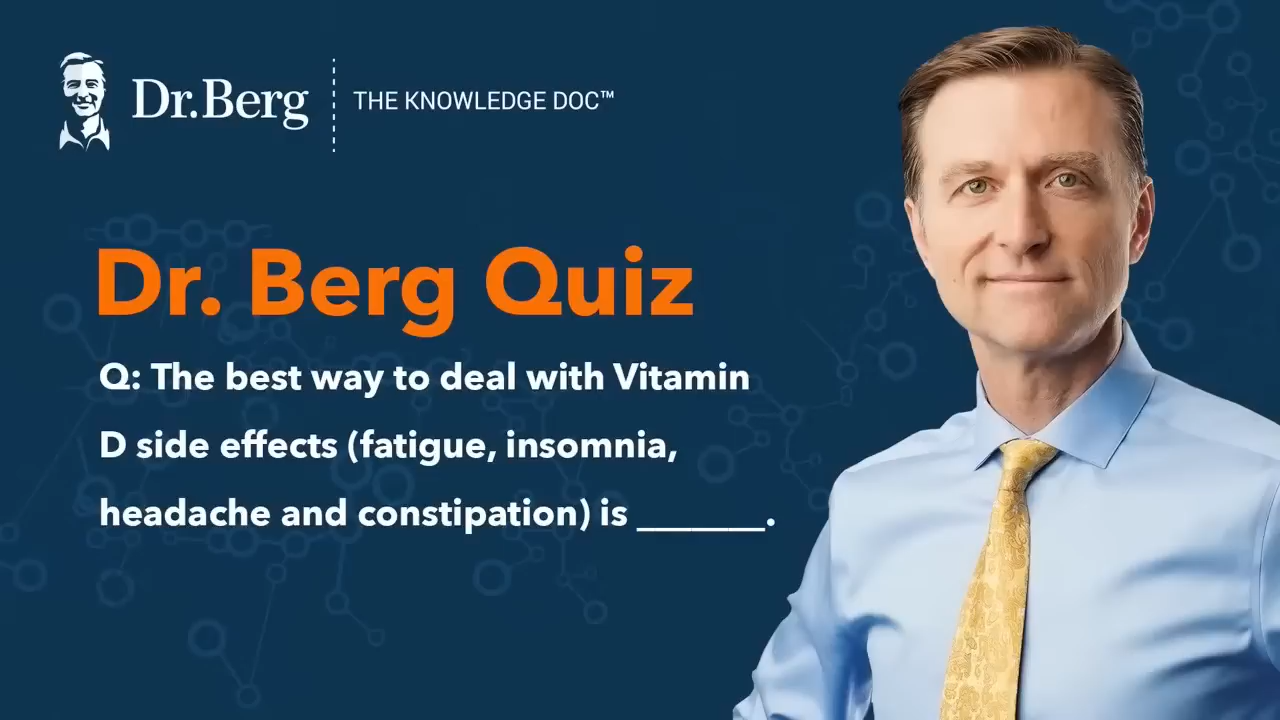 Dr.Berg
THE KNOWLEDGE DOC™
Dr. Berg Quiz
Q: The best way to deal with Vitamin
D side effects (fatigue, insomnia,
headache and constipation) is _______.